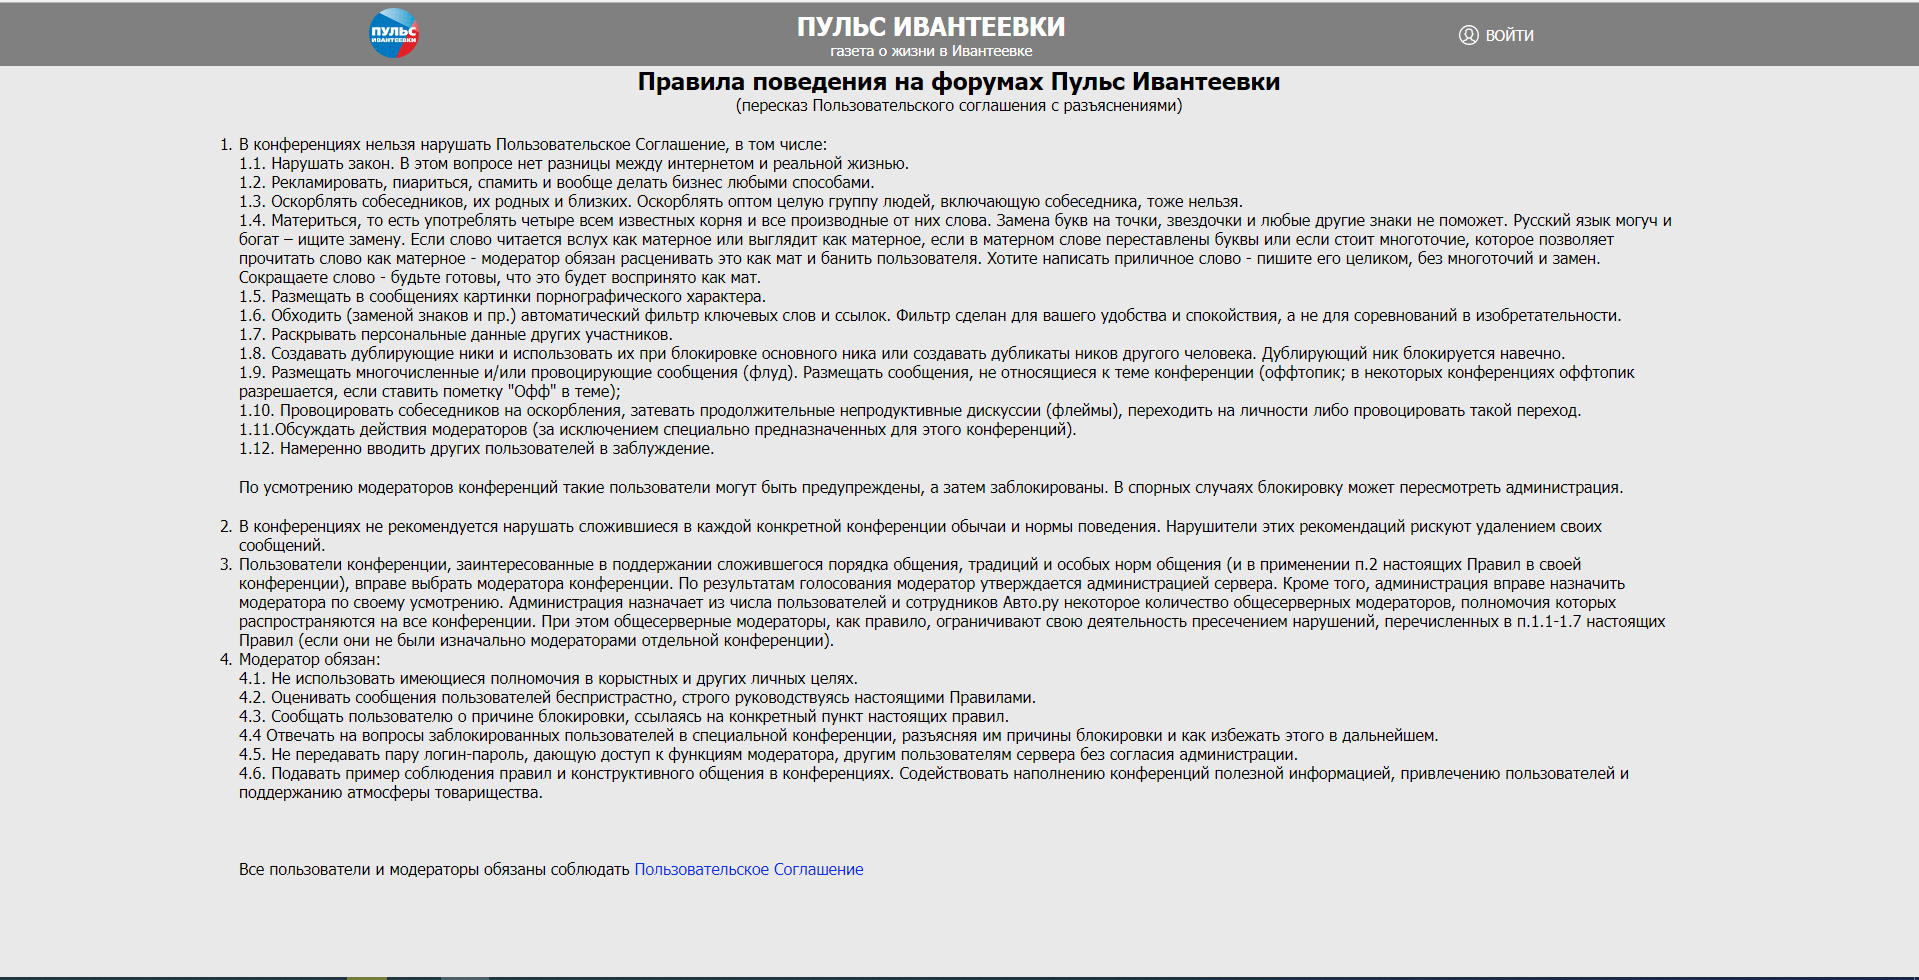 ПУЛЬС
ИВАНТЕЕВКИ
ПУЛЬС ИВАНТЕЕВКИ
газета о жизни в Ивантеевке
ВОЙТИ
Правила поведения на форумах Пульс Ивантеевки
(пересказ Пользовательского соглашения с разъяснениями)
1. В конференциях нельзя нарушать Пользовательское Соглашение, в том числе:
1.1. Нарушать закон. В этом вопросе нет разницы между интернетом и реальной жизнью.
1.2. Рекламировать, пиариться, спамить и вообще делать бизнес любыми способами.
1.3. Оскорблять собеседников, их родных и близких. Оскорблять оптом целую группу людей, включающую собеседника, тоже нельзя.
1.4. Материться, то есть употреблять четыре всем известных корня и все производные от них слова. Замена букв на точки, звездочки и любые другие знаки не поможет. Русский язык могуч и
богат – ищите замену. Если слово читается вслух как матерное или выглядит как матерное, если в матерном слове переставлены буквы или если стоит многоточие, которое позволяет
прочитать слово как матерное - модератор обязан расценивать это как мат и банить пользователя. Хотите написать приличное слово - пишите его целиком, без многоточий и замен.
Сокращаете слово - будьте готовы, что это будет воспринято как мат.
1.5. Размещать в сообщениях картинки порнографического характера.
1.6. Обходить (заменой знаков и пр.) автоматический фильтр ключевых слов и ссылок. Фильтр сделан для вашего удобства и спокойствия, а не для соревнований в изобретательности.
1.7. Раскрывать персональные данные других участников.
1.8. Создавать дублирующие ники и использовать их при блокировке основного ника или создавать дубликаты ников другого человека. Дублирующий ник блокируется навечно.
1.9. Размещать многочисленные и/или провоцирующие сообщения (флуд). Размещать сообщения, не относящиеся к теме конференции (оффтопик; в некоторых конференциях оффтопик
разрешается, если ставить пометку "Офф" в теме);
1.10. Провоцировать собеседников на оскорбления, затевать продолжительные непродуктивные дискуссии (флеймы), переходить на личности либо провоцировать такой переход.
1.11.Обсуждать действия модераторов (за исключением специально предназначенных для этого конференций).
1.12. Намеренно вводить других пользователей в заблуждение.
По усмотрению модераторов конференций такие пользователи могут быть предупреждены, а затем заблокированы. В спорных случаях блокировку может пересмотреть администрация.
2. В конференциях не рекомендуется нарушать сложившиеся в каждой конкретной конференции обычаи и нормы поведения. Нарушители этих рекомендаций рискуют удалением своих
сообщений.
3. Пользователи конференции, заинтересованные в поддержании сложившегося порядка общения, традиций и особых норм общения (и в применении п.2 настоящих Правил в своей
конференции), вправе выбрать модератора конференции. По результатам голосования модератор утверждается администрацией сервера. Кроме того, администрация вправе назначить
модератора по своему усмотрению. Администрация назначает из числа пользователей и сотрудников Авто.ру некоторое количество общесерверных модераторов, полномочия которых
распространяются на все конференции. При этом общесерверные модераторы, как правило, ограничивают свою деятельность пресечением нарушений, перечисленных в п.1.1-1.7 настоящих
Правил (если они не были изначально модераторами отдельной конференции).
4. Модератор обязан:
4.1. Не использовать имеющиеся полномочия в корыстных и других личных целях.
4.2. Оценивать сообщения пользователей беспристрастно, строго руководствуясь настоящими Правилами.
4.3. Сообщать пользователю о причине блокировки, ссылаясь на конкретный пункт настоящих правил.
4.4 Отвечать на вопросы заблокированных пользователей в специальной конференции, разъясняя им причины блокировки и как избежать этого в дальнейшем.
4.5. Не передавать пару логин-пароль, дающую доступ к функциям модератора, другим пользователям сервера без согласия администрации.
4.6. Подавать пример соблюдения правил и конструктивного общения в конференциях. Содействовать наполнению конференций полезной информацией, привлечению пользователей и
поддержанию атмосферы товарищества.
Все пользователи и модераторы обязаны соблюдать Пользовательское Соглашение